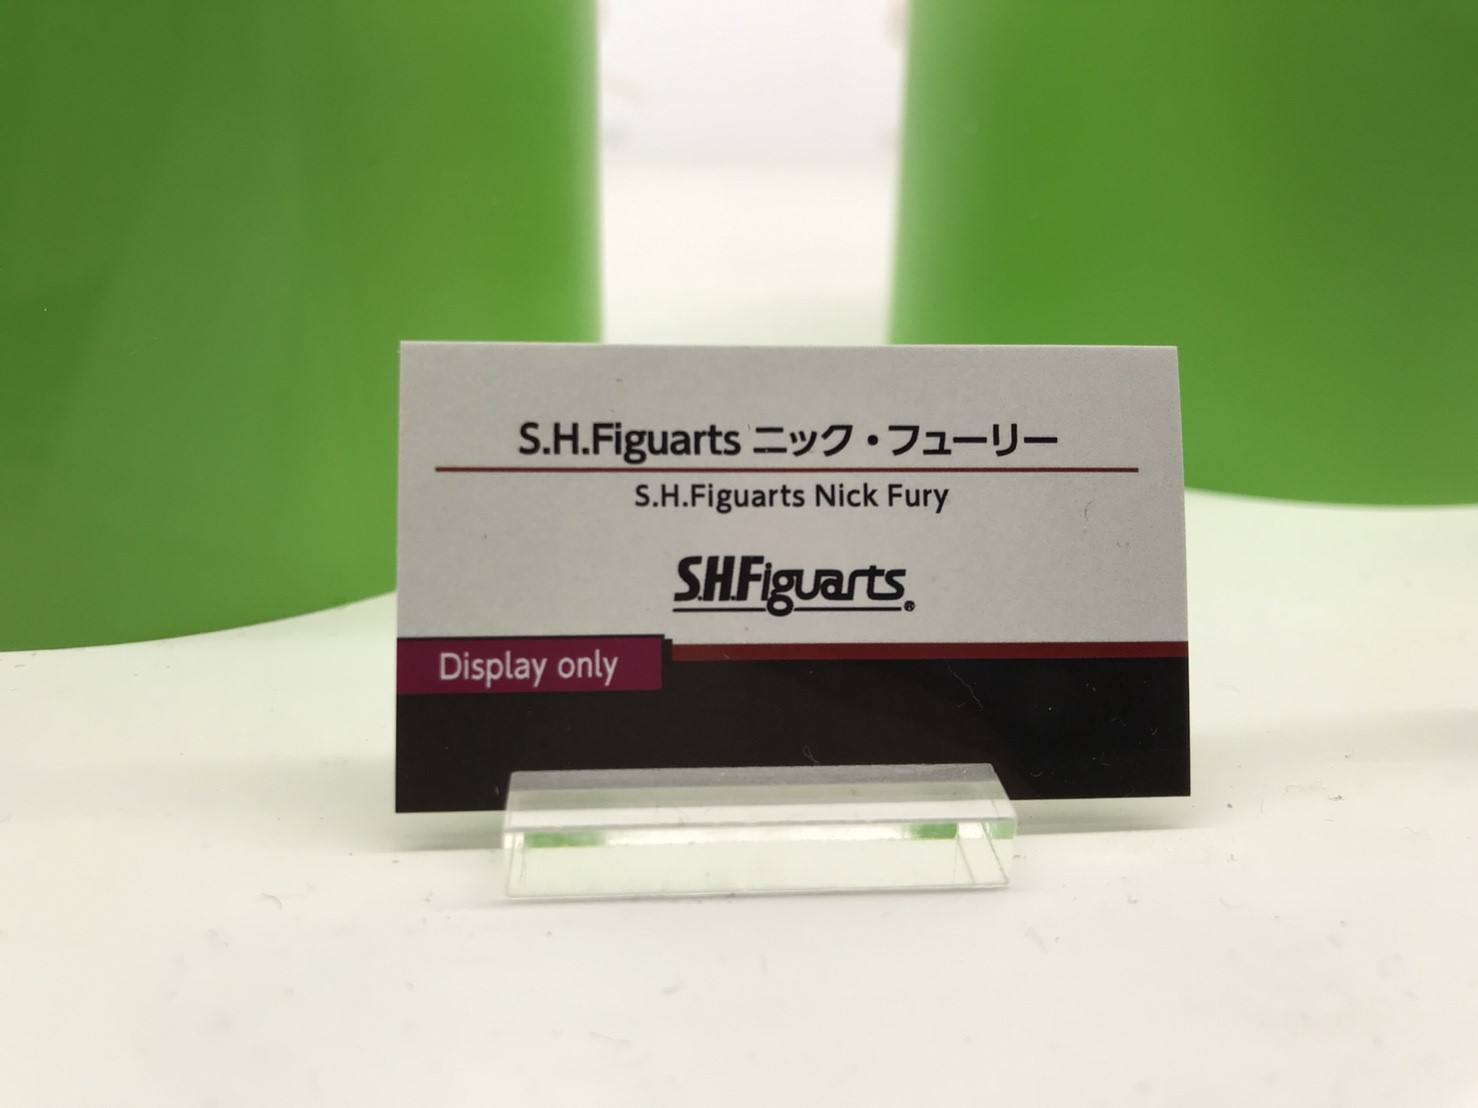 S.H.Figuarts ニック・フューリー
S.H.Figuarts Nick Fury
S.H.Figuarts®
Display only